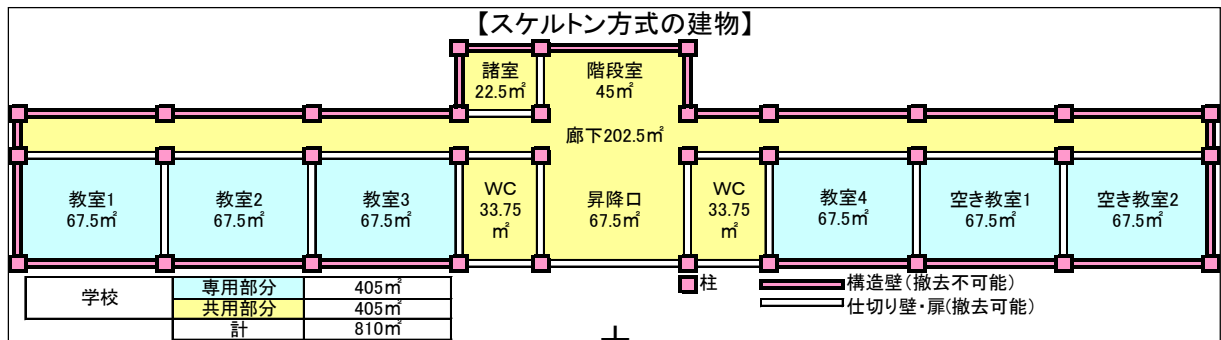 【スケルトン方式の建物】
諸室
22.5㎡
階段室
45㎡
廊下202.5㎡
教室1
67.5㎡
教室2
67.5㎡
教室3
67.5㎡
WC
33.75
㎡
昇降口
67.5㎡
WC
33.75
㎡
教室4
67.5㎡
空き教室1
67.5㎡
空き教室2
67.5㎡
学校
専用部分 405㎡
共用部分 405㎡
計 810㎡
柱
構造壁(撤去不可能)
仕切り壁・扉(撤去可能)